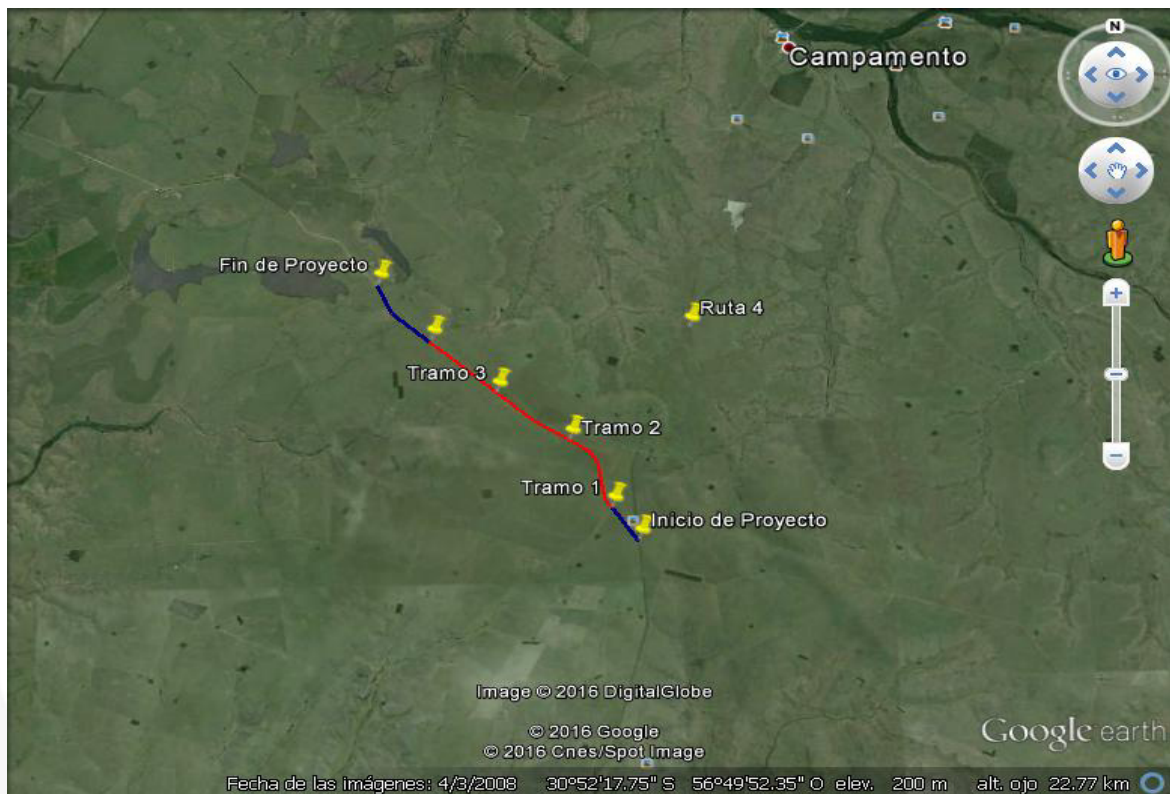 N
Campamento
Fin de Proyecto
Ruta 4
Tramo 3
Tramo 2
Tramo 1
Inicio de Proyecto
Image © 2016 DigitalGlobe
© 2016 Google
© 2016 Cnes/Spot Image
Google earth
Fecha de las imágenes: 4/3/2008 30°52'17.75" S 56°49'52.35" O elev. 200 m alt. ojo 22.77 km